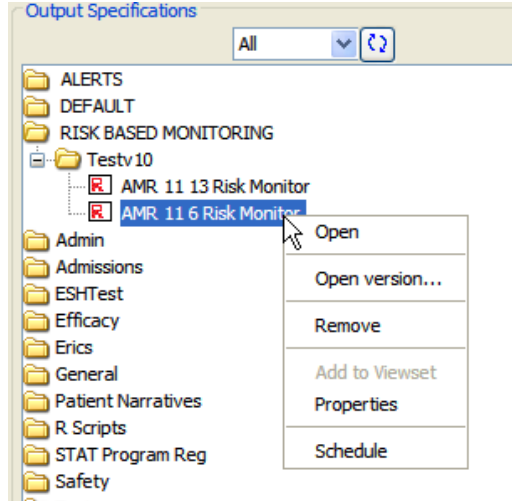 Output Specifications
All
ALERTS
DEFAULT
RISK BASED MONITORING
Testv10
AMR 11 13 Risk Monitor
AMR 11 6 Risk Monitor
Admin
Admissions
ESHTest
Efficacy
Erics
General
Patient Narratives
R Scripts
STAT Program Reg
Safety
Open
Open version...
Remove
Add to Viewset
Properties
Schedule